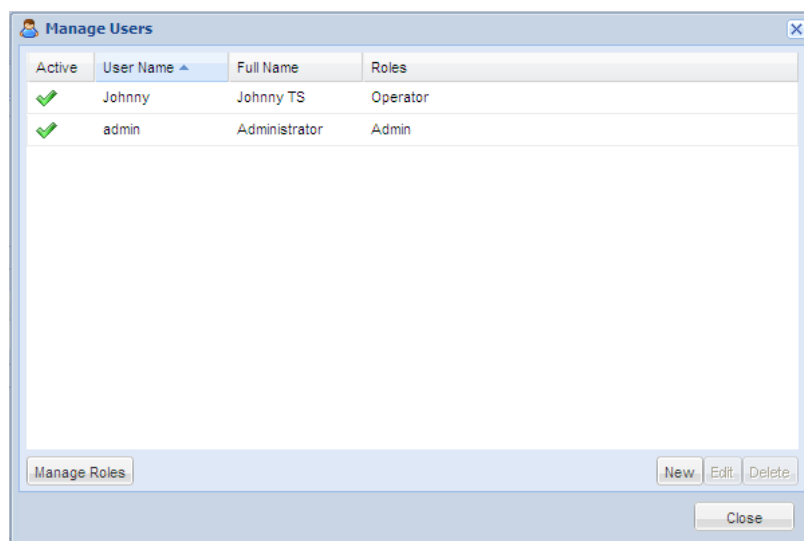 Manage Users
Active User Name Full Name Roles
Johnny Johnny TS Operator
admin Administrator Admin
Manage Roles New Edit Delete
Close